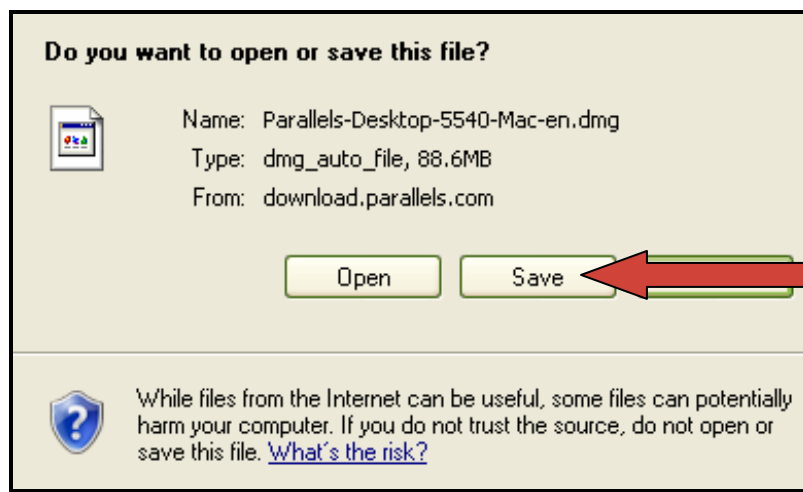 Do you want to open or save this file?
Name: Parallels-Desktop-5540-Mac-en.dmg
Type: dmg_auto_file, 88.6MB
From: download.parallels.com
Open Save
While files from the Internet can be useful, some files can potentially
harm your computer. If you do not trust the source, do not open or
save this file. What's the risk?